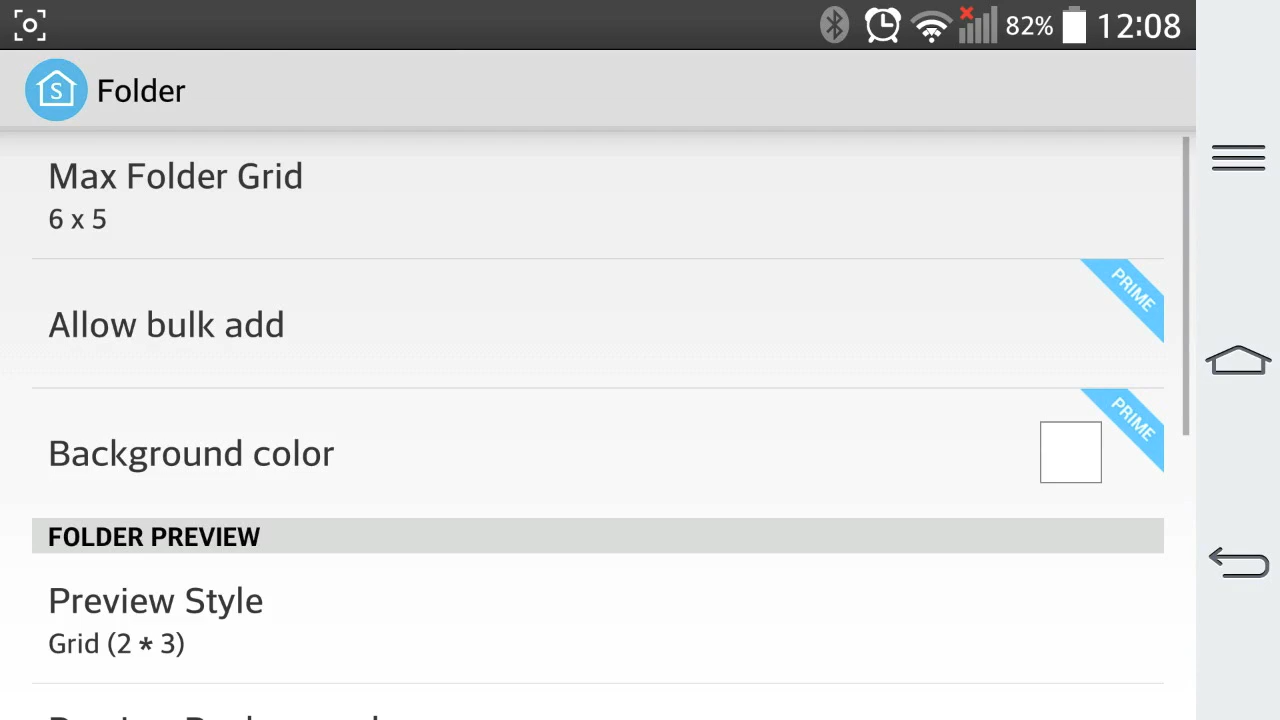 82% 12:08
S Folder
Max Folder Grid
6 x 5
PRIME
Allow bulk add
PRIME
Background color
FOLDER PREVIEW
Preview Style
Grid (2 * 3)